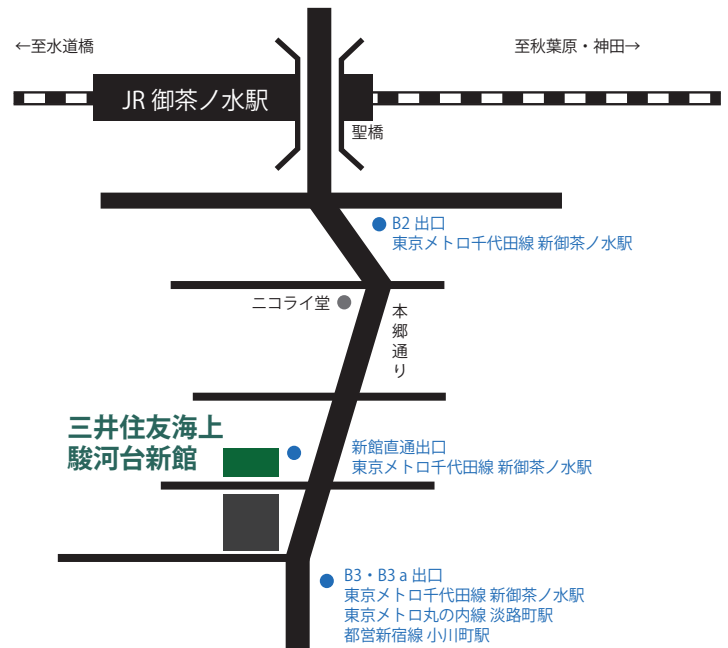 ←至水道橋
至秋葉原・神田→
JR 御茶ノ水駅
聖橋
B2 出口
東京メトロ千代田線 新御茶ノ水駅
ニコライ堂
本郷通り
三井住友海上
駿河台新館
新館直通出口
東京メトロ千代田線 新御茶ノ水駅
B3・B3 a 出口
東京メトロ千代田線 新御茶ノ水駅
東京メトロ丸の内線 淡路町駅
都営新宿線 小川町駅